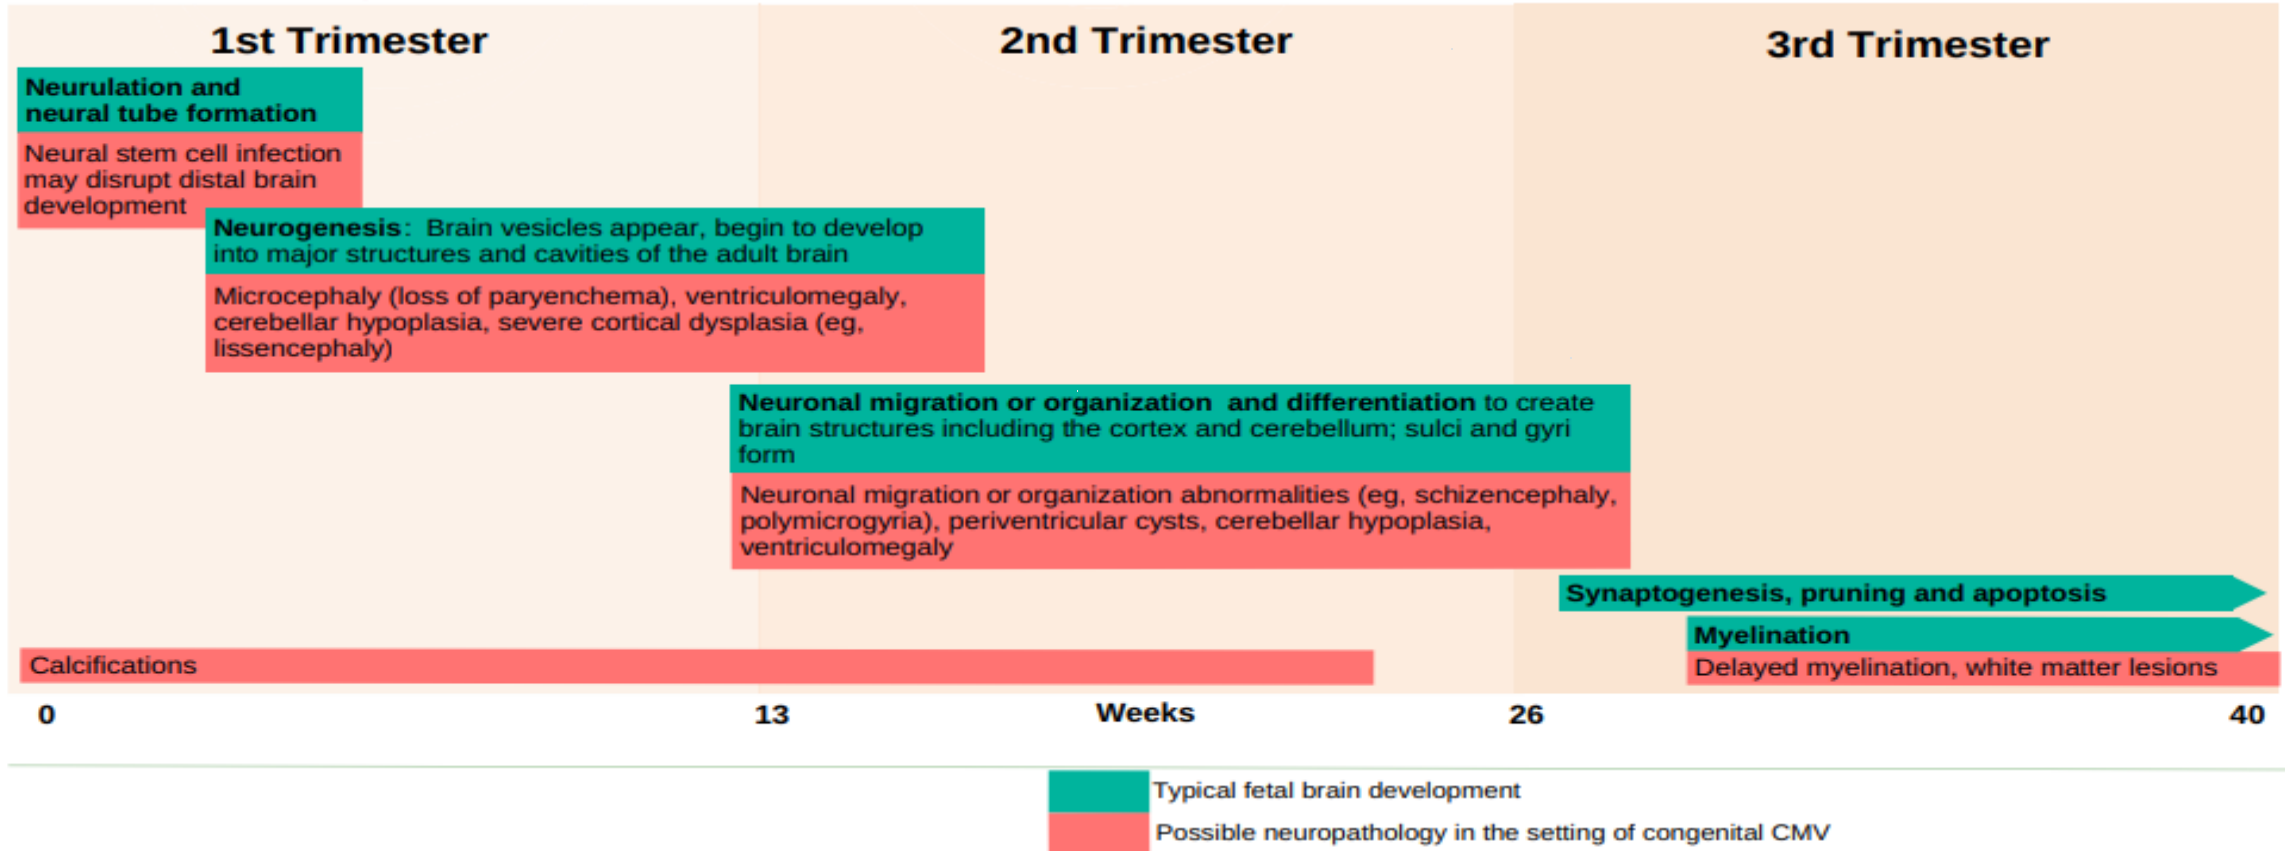 1st Trimester
2nd Trimester
3rd Trimester
Neurulation and
neural tube formation
Neural stem cell infection
may disrupt distal brain
development
Neurogenesis:  Brain vesicles appear, begin to develop
into major structures and cavities of the adult brain
Microcephaly (loss of paryenchema), ventriculomegaly,
cerebellar hypoplasia, severe cortical dysplasia (eg,
lissencephaly)
Neuronal migration or organization  and differentiation to create
brain structures including the cortex and cerebellum; sulci and gyri
form
Neuronal migration or organization abnormalities (eg, schizencephaly,
polymicrogyria), periventricular cysts, cerebellar hypoplasia,
ventriculomegaly
Synaptogenesis, pruning and apoptosis
Myelination
Calcifications
Delayed myelination, white matter lesions
0
13
Weeks
26
40
Typical fetal brain development
Possible neuropathology in the setting of congenital CMV